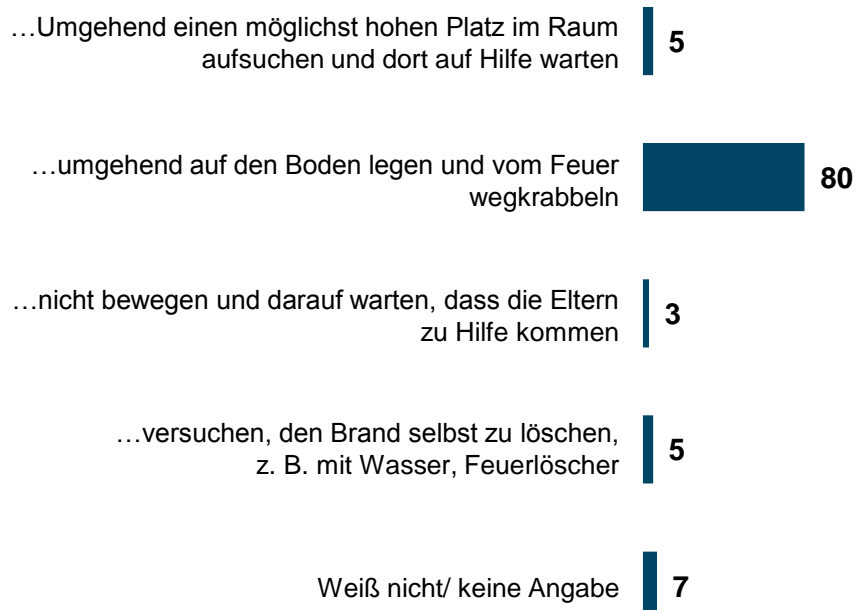 …Umgehend einen möglichst hohen Platz im Raum
aufsuchen und dort auf Hilfe warten
5
…umgehend auf den Boden legen und vom Feuer
wegkrabbeln
80
…nicht bewegen und darauf warten, dass die Eltern
zu Hilfe kommen
3
…versuchen, den Brand selbst zu löschen,
z. B. mit Wasser, Feuerlöscher
5
Weiß nicht/ keine Angabe
7